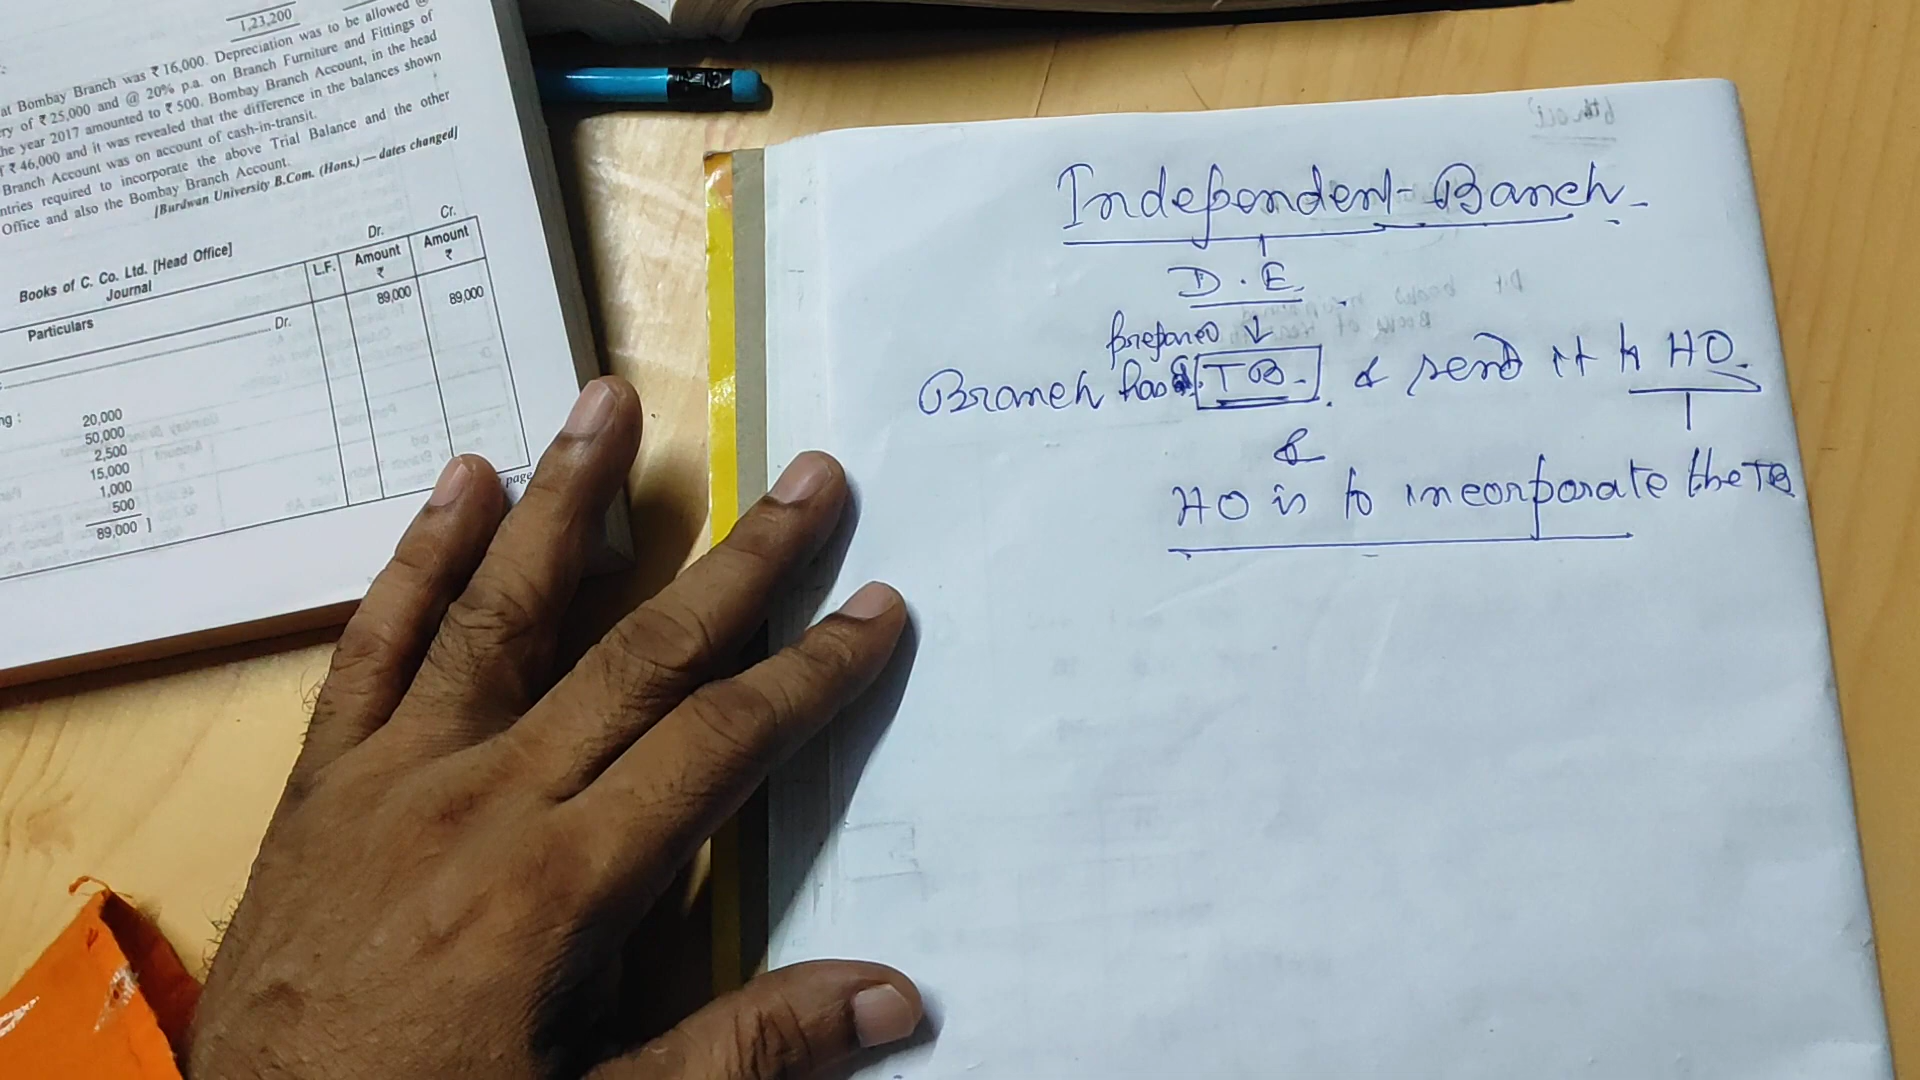 1,23,200
at Bombay Branch was ₹ 16,000. Depreciation was to be allowed @
ry of ₹ 25,000 and @ 20% p.a. on Branch Furniture and Fittings of
he year 2017 amounted to ₹ 500. Bombay Branch Account, in the head
₹ 46,000 and it was revealed that the difference in the balances shown
Branch Account was on account of cash-in-transit.
ntries required to incorporate the above Trial Balance and the other
Office and also the Bombay Branch Account.
[Burdwan University B.Com. (Hons.) — dates changed]
Books of C. Co. Ltd. [Head Office]
Journal
Dr. Cr.
Particulars L.F. Amount ₹ Amount ₹
Dr. 89,000 89,000
ng :
20,000
50,000
2,500
15,000
1,000
500
89,000 ]
page
Independent Banch
D.E.
prepared
Branch has T B. & send it to HO.
&
HO is to incorporate the TB